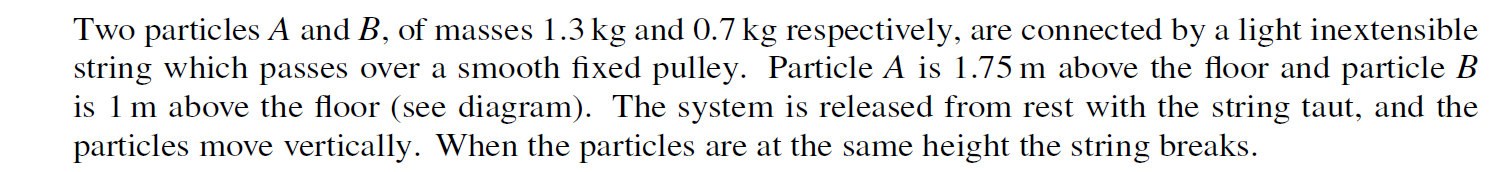 Two particles A and B, of masses 1.3 kg and 0.7 kg respectively, are connected by a light inextensible
string which passes over a smooth fixed pulley. Particle A is 1.75 m above the floor and particle B
is 1 m above the floor (see diagram). The system is released from rest with the string taut, and the
particles move vertically. When the particles are at the same height the string breaks.